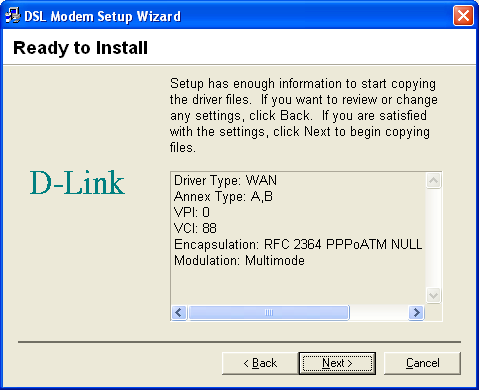 DSL Modem Setup Wizard
Ready to Install
Setup has enough information to start copying
the driver files. If you want to review or change
any settings, click Back. If you are satisfied
with the settings, click Next to begin copying
files.
D-Link
Driver Type: WAN
Annex Type: A,B
VPI: 0
VCI: 88
Encapsulation: RFC 2364 PPPoATM NULL
Modulation: Multimode
< Back
Next >
Cancel